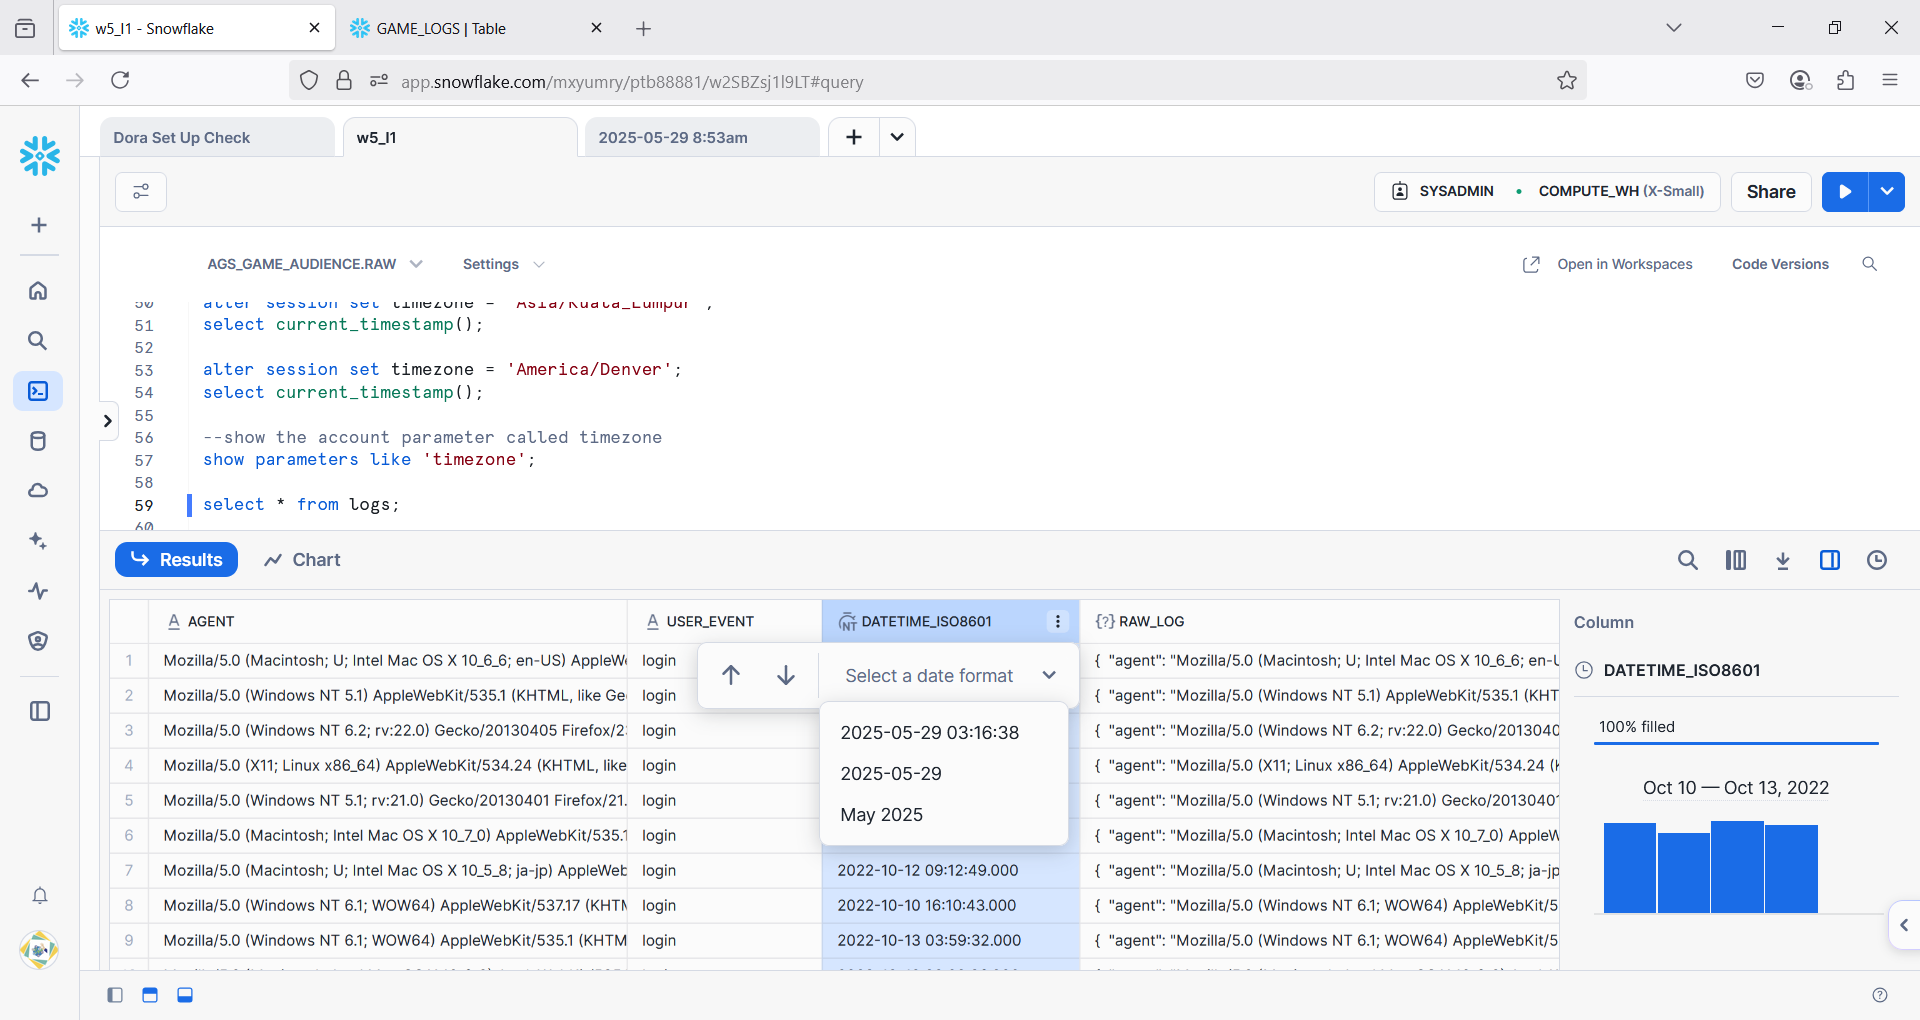 w5_l1 - Snowflake
GAME_LOGS | Table
app.snowflake.com/mxyumry/ptb88881/w2SBZsj1l9LT#query
Dora Set Up Check
w5_l1
2025-05-29 8:53am
SYSADMIN
COMPUTE_WH (X-Small)
Share
AGS_GAME_AUDIENCE.RAW
Settings
Open in Workspaces
Code Versions
50 alter session set timezone = 'Asia/Kuala_Lumpur';
51 select current_timestamp();
52
53 alter session set timezone = 'America/Denver';
54 select current_timestamp();
55
56 --show the account parameter called timezone
57 show parameters like 'timezone';
58
59 select * from logs;
60
Results
Chart
AGENT USER_EVENT DATETIME_ISO8601 RAW_LOG
1 Mozilla/5.0 (Macintosh; U; Intel Mac OS X 10_6_6; en-US) AppleW login { "agent": "Mozilla/5.0 (Macintosh; U; Intel Mac OS X 10_6_6; en-U
2 Mozilla/5.0 (Windows NT 5.1) AppleWebKit/535.1 (KHTML, like Ge login { "agent": "Mozilla/5.0 (Windows NT 5.1) AppleWebKit/535.1 (KHT
3 Mozilla/5.0 (Windows NT 6.2; rv:22.0) Gecko/20130405 Firefox/2 login { "agent": "Mozilla/5.0 (Windows NT 6.2; rv:22.0) Gecko/2013040
4 Mozilla/5.0 (X11; Linux x86_64) AppleWebKit/534.24 (KHTML, like login { "agent": "Mozilla/5.0 (X11; Linux x86_64) AppleWebKit/534.24 (K
5 Mozilla/5.0 (Windows NT 5.1; rv:21.0) Gecko/20130401 Firefox/21. login { "agent": "Mozilla/5.0 (Windows NT 5.1; rv:21.0) Gecko/2013040
6 Mozilla/5.0 (Macintosh; Intel Mac OS X 10_7_0) AppleWebKit/535.1 login { "agent": "Mozilla/5.0 (Macintosh; Intel Mac OS X 10_7_0) AppleW
7 Mozilla/5.0 (Macintosh; U; Intel Mac OS X 10_5_8; ja-jp) AppleWeb login 2022-10-12 09:12:49.000 { "agent": "Mozilla/5.0 (Macintosh; U; Intel Mac OS X 10_5_8; ja-jp
8 Mozilla/5.0 (Windows NT 6.1; WOW64) AppleWebKit/537.17 (KHTM login 2022-10-10 16:10:43.000 { "agent": "Mozilla/5.0 (Windows NT 6.1; WOW64) AppleWebKit/5
9 Mozilla/5.0 (Windows NT 6.1; WOW64) AppleWebKit/535.1 (KHTM login 2022-10-13 03:59:32.000 { "agent": "Mozilla/5.0 (Windows NT 6.1; WOW64) AppleWebKit/5
Select a date format
2025-05-29 03:16:38
2025-05-29
May 2025
Column
DATETIME_ISO8601
100% filled
Oct 10 — Oct 13, 2022